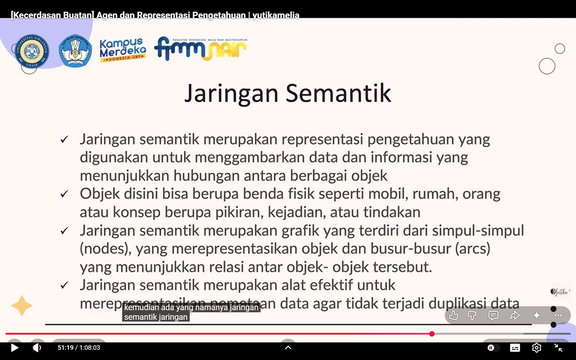 [Kecerdasan Buatan] Agen dan Representasi Pengetahuan | yutikamelia
Kampus
Merdeka
INDONESIA JAYA
Jaringan Semantik
✓ Jaringan semantik merupakan representasi pengetahuan yang
digunakan untuk menggambarkan data dan informasi yang
menunjukkan hubungan antara berbagai objek
✓ Objek disini bisa berupa benda fisik seperti mobil, rumah, orang
atau konsep berupa pikiran, kejadian, atau tindakan
✓ Jaringan semantik merupakan grafik yang terdiri dari simpul-simpul
(nodes), yang merepresentasikan objek dan busur-busur (arcs)
yang menunjukkan relasi antar objek- objek tersebut.
✓ Jaringan semantik merupakan alat efektif untuk
merepresentasikan pemetaan data agar tidak terjadi duplikasi data
kemudian ada yang namanya jaringan
semantik jaringan
51:19 / 1:08:03